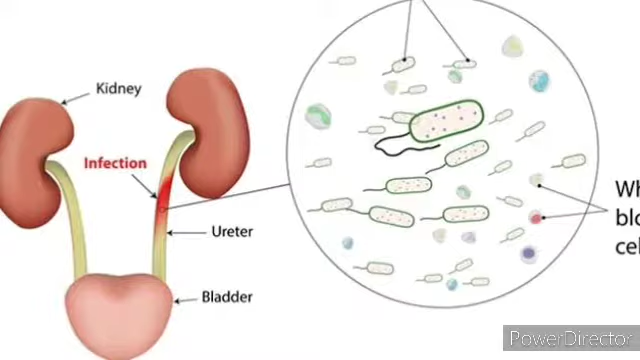 Kidney
Infection
Ureter
Bladder
PowerDirector